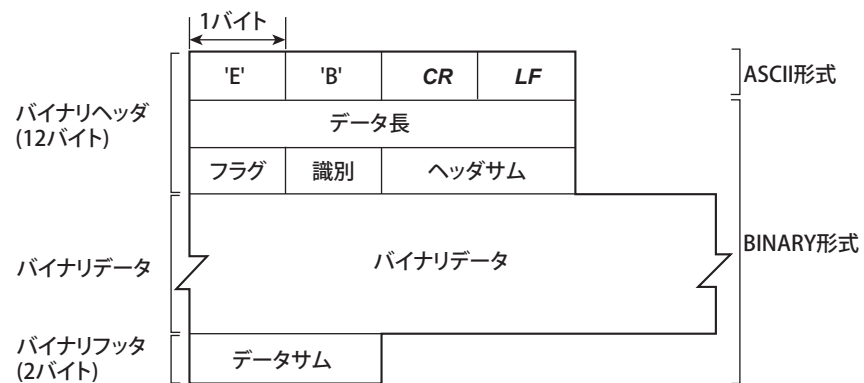 1バイト
'E' 'B' CR LF
ASCII形式
バイナリヘッダ
(12バイト)
データ長
フラグ 識別 ヘッダサム
バイナリデータ
バイナリデータ
BINARY形式
バイナリフッタ
(2バイト)
データサム